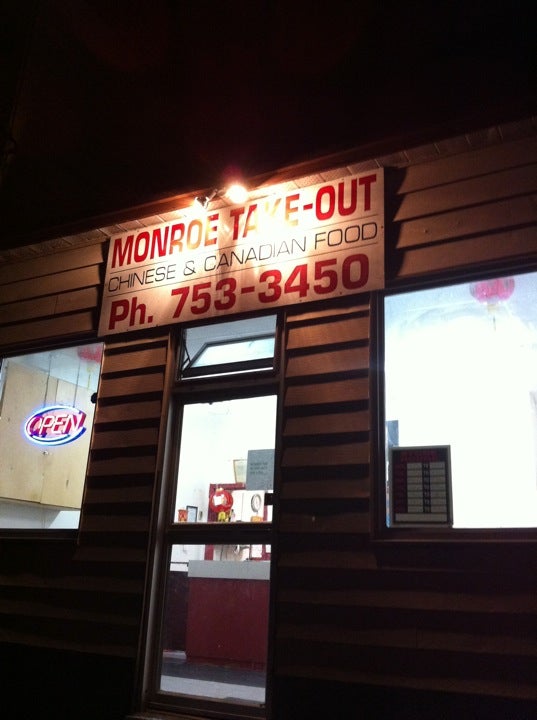 MONROE TAKE-OUT
CHINESE & CANADIAN FOOD
Ph. 753-3450
OPEN